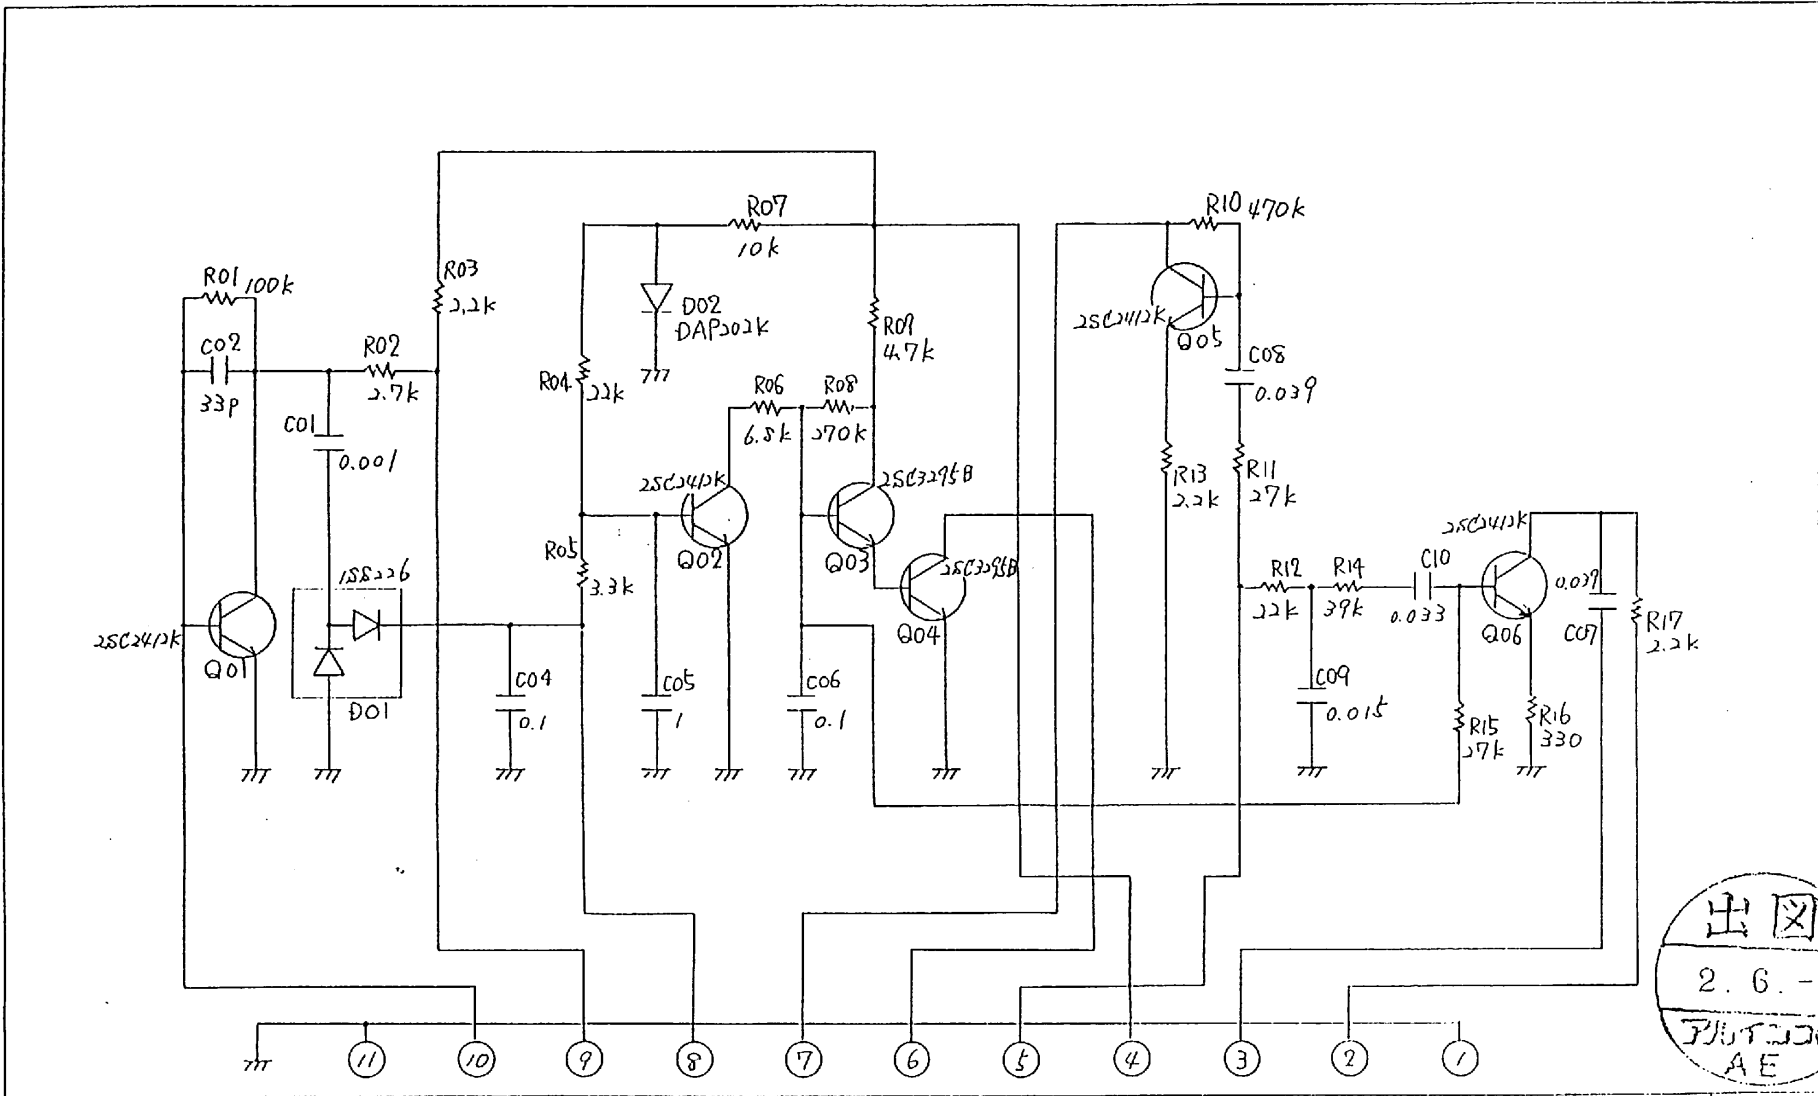 R10 470k
R07
10k
R01 100k
R03
2.2k
D02
DAP202K
R09
4.7k
2SC2412K
Q05
C08
0.039
C02
33P
R02
2.7k
R04
22k
R06
6.8k
R08
270k
C01
0.001
R13
2.2k
R11
27k
2SC2412K
2SC3295B
2SC2412K
R05
3.3k
Q02
Q03
2SC3295B
Q04
R12
22k
R14
39k
C10
0.033
Q06
0.039
C07
R17
2.2k
1SS226
2SC2412K
Q01
D01
C04
0.1
C05
1
C06
0.1
C09
0.015
R15
27k
R16
330
出図
2.6.-
AE
11 10 9 8 7 6 5 4 3 2 1